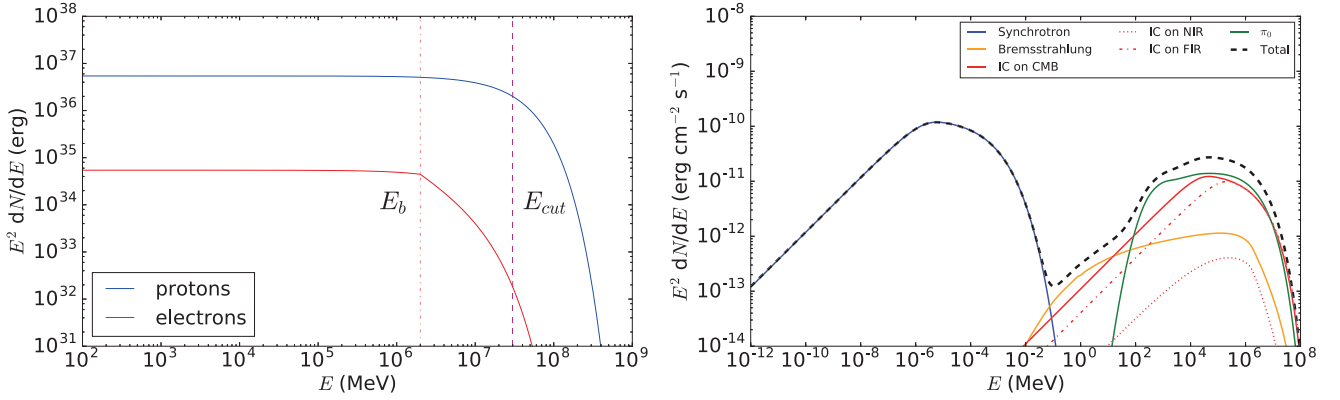 10^38
10^37
10^36
10^35
10^34
10^33
10^32
10^31
E^2 dN/dE (erg)
E_b
E_{cut}
protons
electrons
10^2 10^3 10^4 10^5 10^6 10^7 10^8 10^9
E (MeV)
10^-8
10^-9
10^-10
10^-11
10^-12
10^-13
10^-14
E^2 dN/dE (erg cm^-2 s^-1)
Synchrotron
Bremsstrahlung
IC on CMB
IC on NIR
IC on FIR
π_0
Total
10^-12 10^-10 10^-8 10^-6 10^-4 10^-2 10^0 10^2 10^4 10^6 10^8
E (MeV)